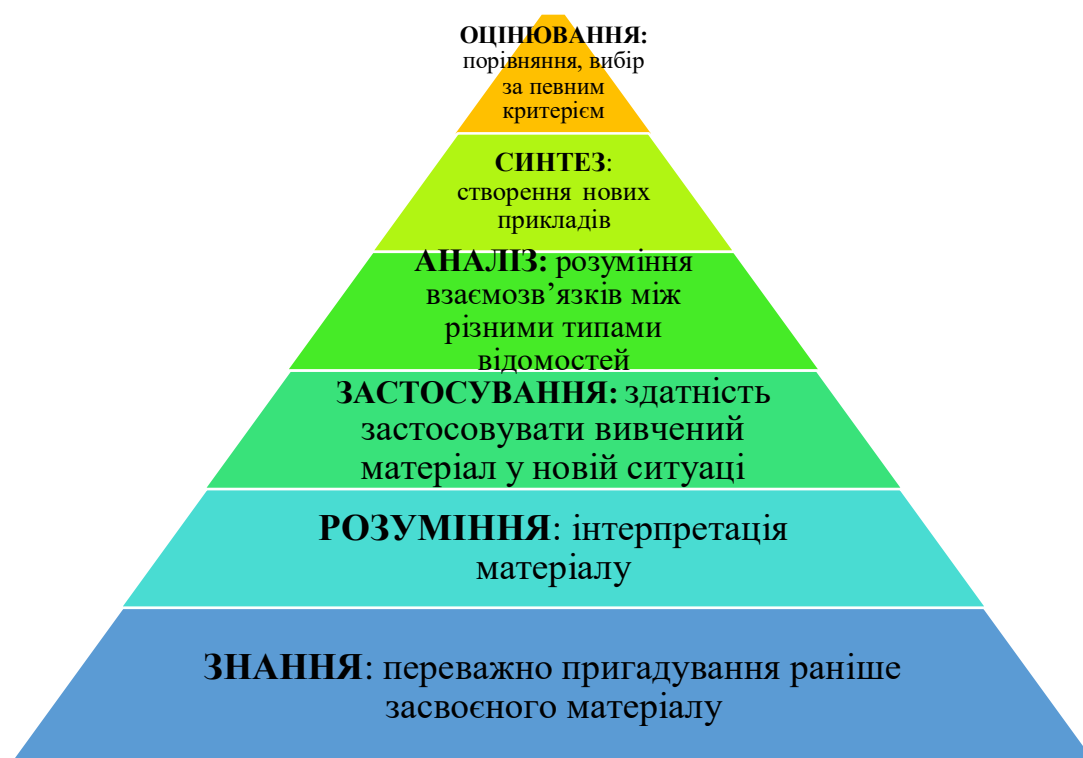 ОЦІНЮВАННЯ:
порівняння, вибір
за певним
критерієм
СИНТЕЗ:
створення нових
прикладів
АНАЛІЗ: розуміння
взаємозв’язків між
різними типами
відомостей
ЗАСТОСУВАННЯ: здатність
застосовувати вивчений
матеріал у новій ситуаці
РОЗУМІННЯ: інтерпретація
матеріалу
ЗНАННЯ: переважно пригадування раніше
засвоєного матеріалу